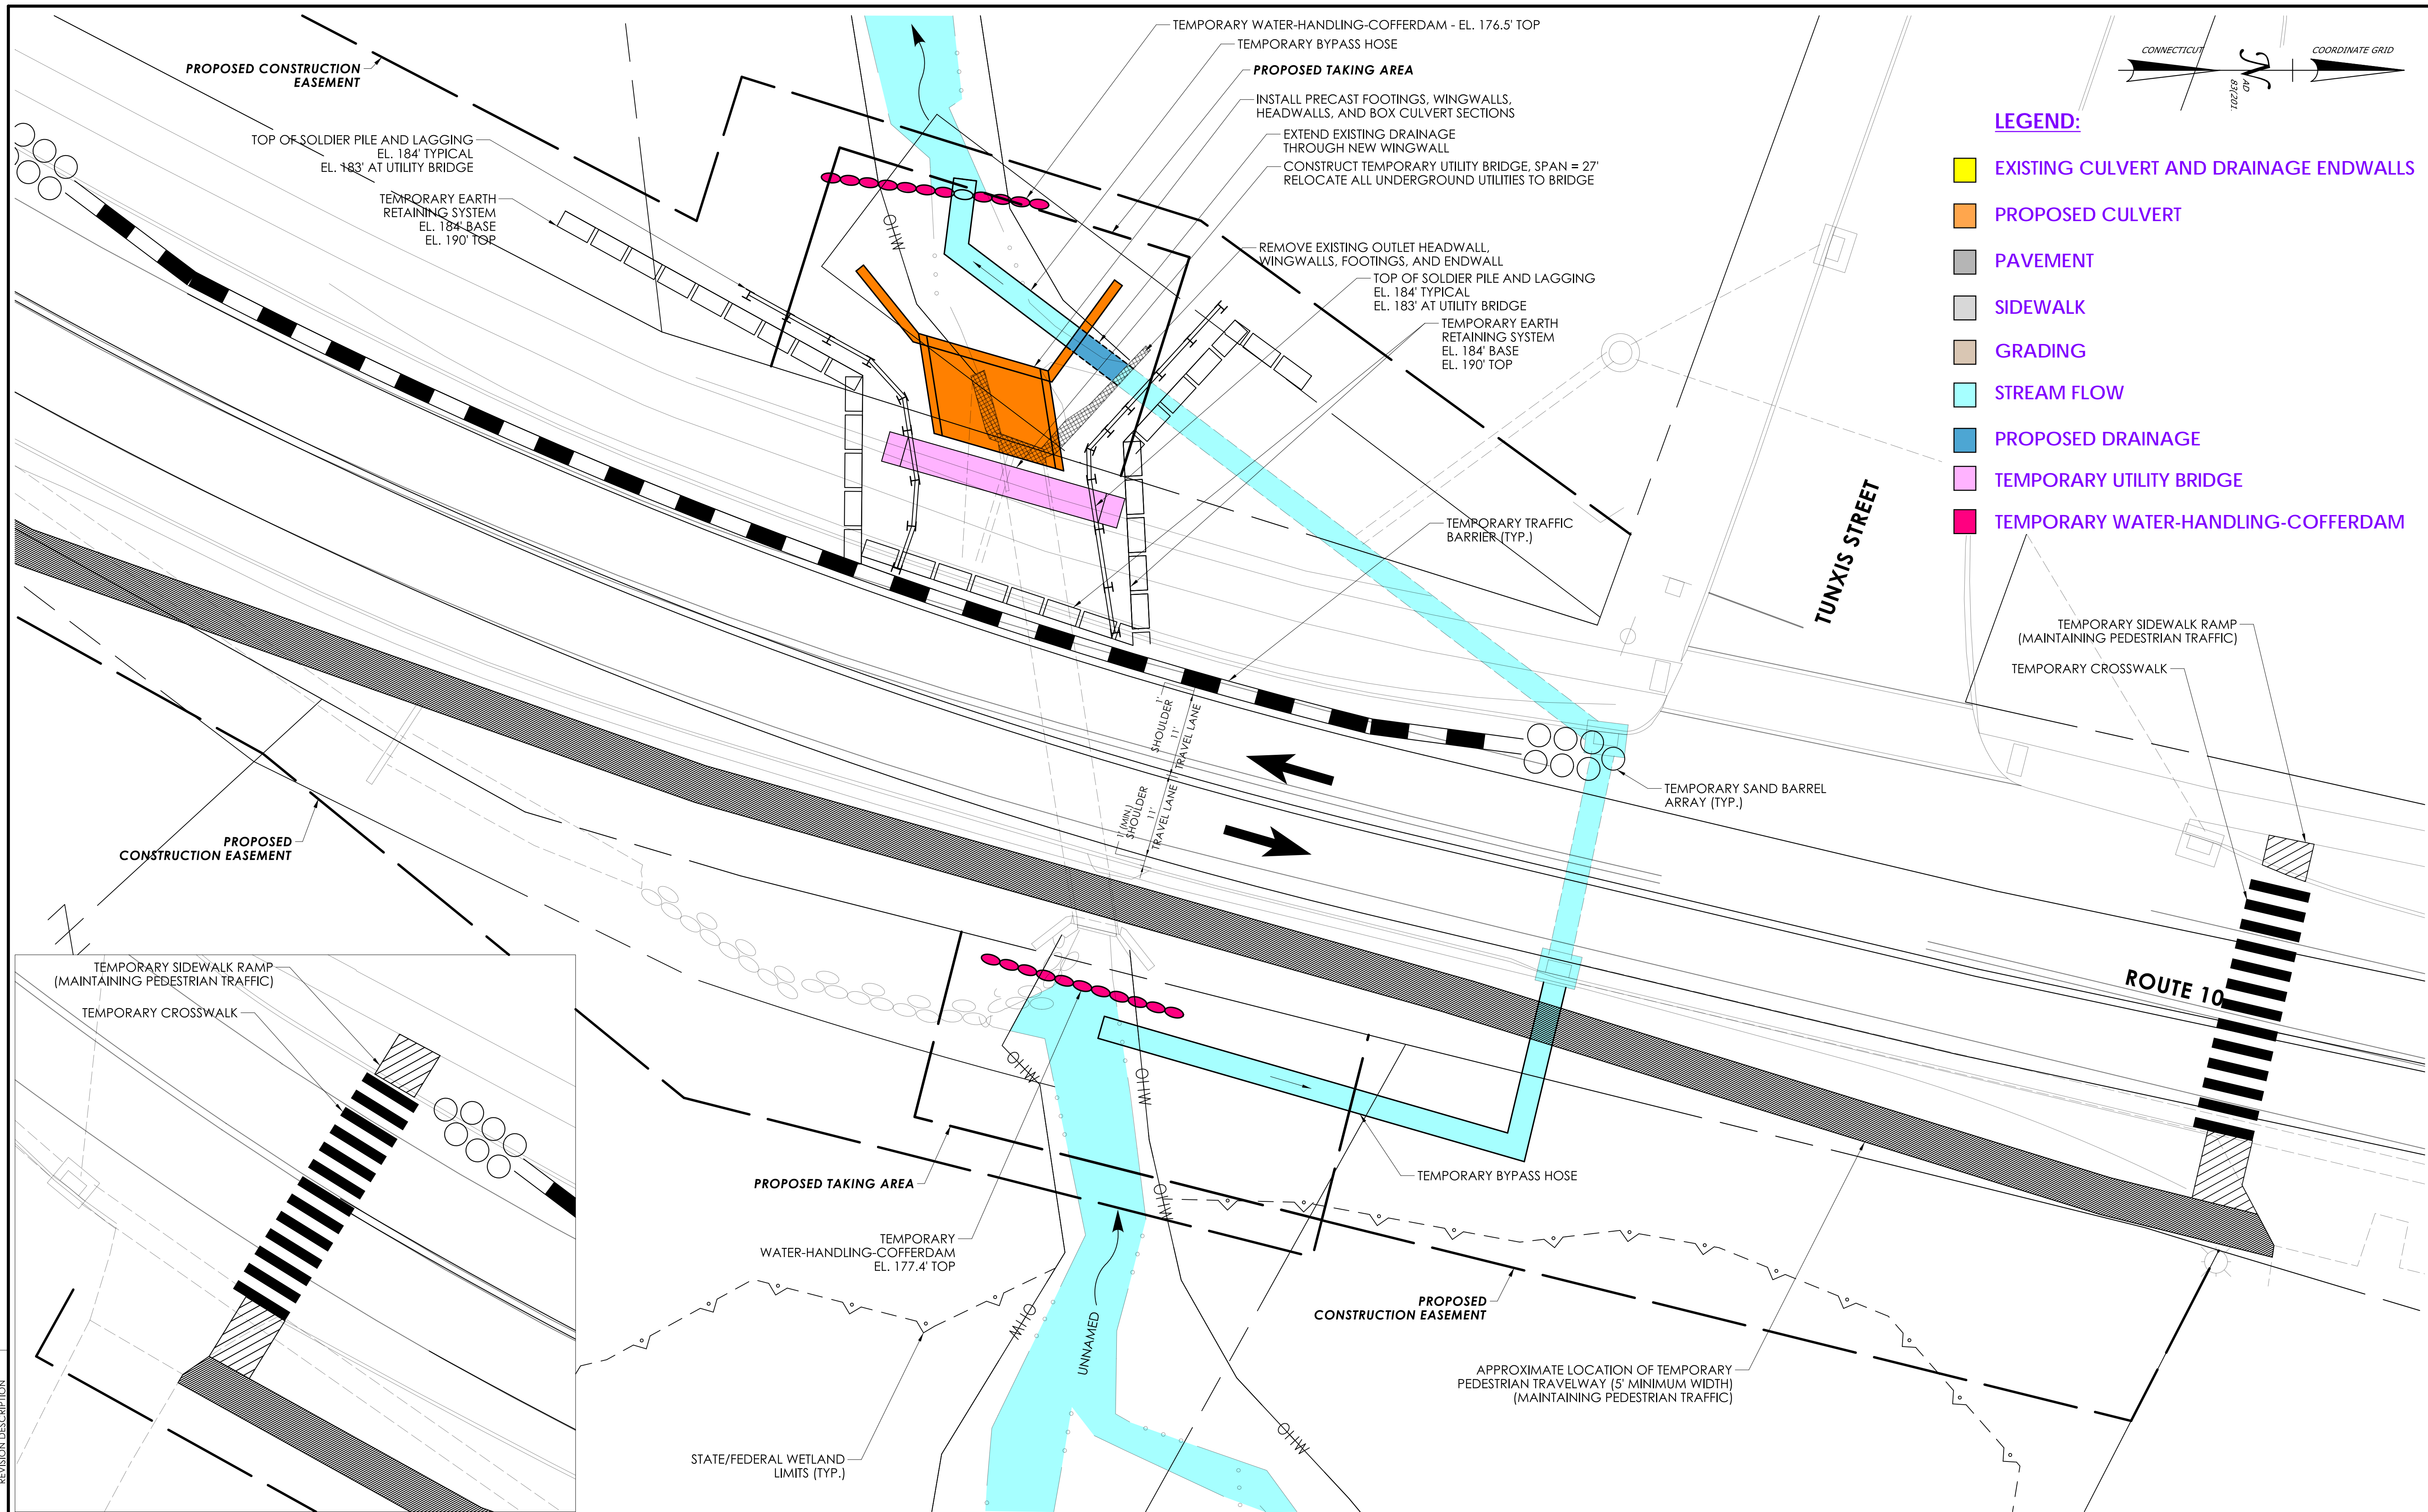 TEMPORARY WATER-HANDLING-COFFERDAM - EL. 176.5' TOP
TEMPORARY BYPASS HOSE
PROPOSED TAKING AREA
INSTALL PRECAST FOOTINGS, WINGWALLS,
HEADWALLS, AND BOX CULVERT SECTIONS
EXTEND EXISTING DRAINAGE
THROUGH NEW WINGWALL
CONSTRUCT TEMPORARY UTILITY BRIDGE, SPAN = 27'
RELOCATE ALL UNDERGROUND UTILITIES TO BRIDGE
PROPOSED CONSTRUCTION
EASEMENT
TOP OF SOLDIER PILE AND LAGGING
EL. 184' TYPICAL
EL. 183' AT UTILITY BRIDGE
TEMPORARY EARTH
RETAINING SYSTEM
EL. 184' BASE
EL. 190' TOP
OHW
REMOVE EXISTING OUTLET HEADWALL,
WINGWALLS, FOOTINGS, AND ENDWALL
TOP OF SOLDIER PILE AND LAGGING
EL. 184' TYPICAL
EL. 183' AT UTILITY BRIDGE
TEMPORARY EARTH
RETAINING SYSTEM
EL. 184' BASE
EL. 190' TOP
CONNECTICUT
COORDINATE GRID
N
AD
83/201.
LEGEND:
EXISTING CULVERT AND DRAINAGE ENDWALLS
PROPOSED CULVERT
PAVEMENT
SIDEWALK
GRADING
STREAM FLOW
PROPOSED DRAINAGE
TEMPORARY UTILITY BRIDGE
TEMPORARY WATER-HANDLING-COFFERDAM
TEMPORARY TRAFFIC
BARRIER (TYP.)
TUNXIS STREET
TEMPORARY SIDEWALK RAMP
(MAINTAINING PEDESTRIAN TRAFFIC)
TEMPORARY CROSSWALK
1'
SHOULDER
11'
TRAVEL LANE
1' (MIN.)
SHOULDER
11'
TRAVEL LANE
TEMPORARY SAND BARREL
ARRAY (TYP.)
PROPOSED
CONSTRUCTION EASEMENT
ROUTE 10
TEMPORARY SIDEWALK RAMP
(MAINTAINING PEDESTRIAN TRAFFIC)
TEMPORARY CROSSWALK
OHW
OHW
OHW
TEMPORARY BYPASS HOSE
PROPOSED TAKING AREA
TEMPORARY
WATER-HANDLING-COFFERDAM
EL. 177.4' TOP
OHW
UNNAMED
PROPOSED
CONSTRUCTION EASEMENT
APPROXIMATE LOCATION OF TEMPORARY
PEDESTRIAN TRAVELWAY (5' MINIMUM WIDTH)
(MAINTAINING PEDESTRIAN TRAFFIC)
OHW
STATE/FEDERAL WETLAND
LIMITS (TYP.)
REVISION DESCRIPTION